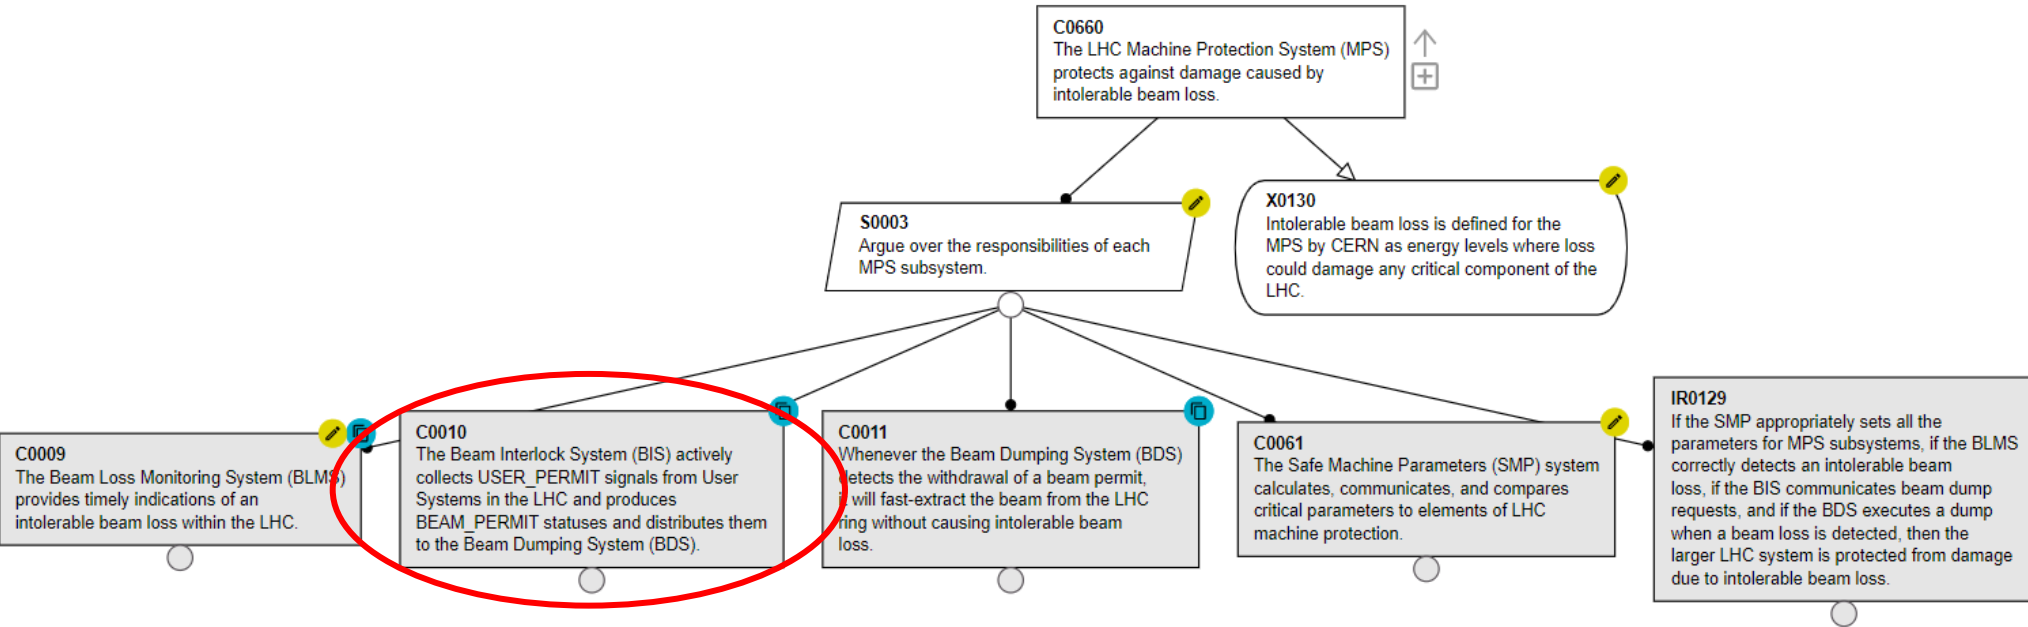 C0660
The LHC Machine Protection System (MPS)
protects against damage caused by
intolerable beam loss.
S0003
Argue over the responsibilities of each
MPS subsystem.
X0130
Intolerable beam loss is defined for the
MPS by CERN as energy levels where loss
could damage any critical component of the
LHC.
C0009
The Beam Loss Monitoring System (BLMS)
provides timely indications of an
intolerable beam loss within the LHC.
C0010
The Beam Interlock System (BIS) actively
collects USER_PERMIT signals from User
Systems in the LHC and produces
BEAM_PERMIT statuses and distributes them
to the Beam Dumping System (BDS).
C0011
Whenever the Beam Dumping System (BDS)
detects the withdrawal of a beam permit,
it will fast-extract the beam from the LHC
ring without causing intolerable beam
loss.
C0061
The Safe Machine Parameters (SMP) system
calculates, communicates, and compares
critical parameters to elements of LHC
machine protection.
IR0129
If the SMP appropriately sets all the
parameters for MPS subsystems, if the BLMS
correctly detects an intolerable beam
loss, if the BIS communicates beam dump
requests, and if the BDS executes a dump
when a beam loss is detected, then the
larger LHC system is protected from damage
due to intolerable beam loss.